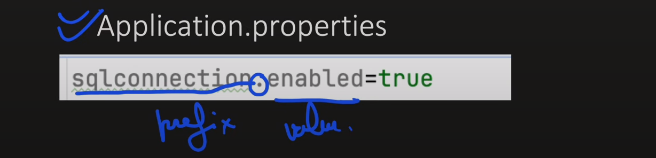 Application.properties
sqlconnection.enabled=true
prefix value.